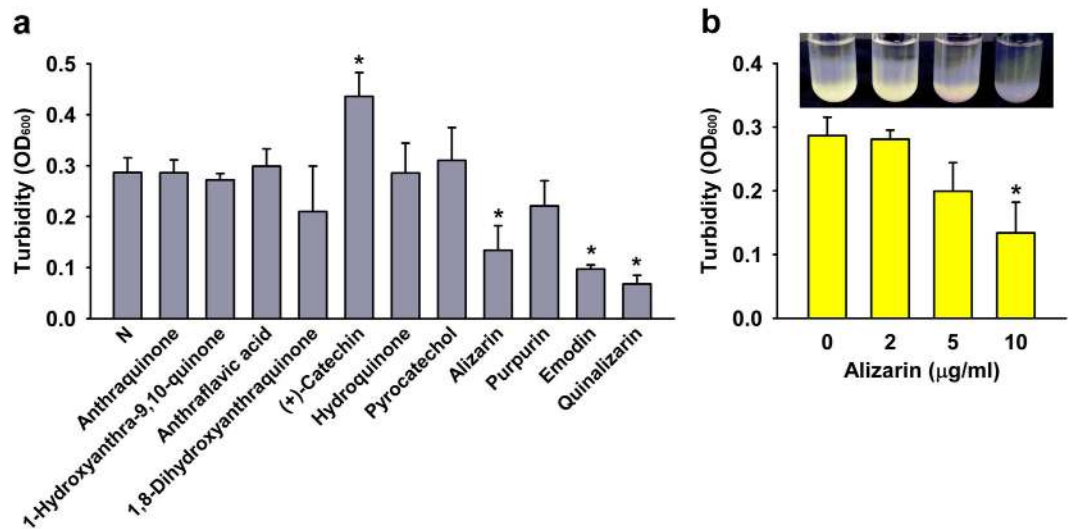 a
Turbidity (OD600)
0.5
0.4
0.3
0.2
0.1
0.0
*
*
*
*
N
Anthraquinone
1-Hydroxyanthra-9,10-quinone
Anthraflavic acid
1,8-Dihydroxyanthraquinone
(+)-Catechin
Hydroquinone
Pyrocatechol
Alizarin
Purpurin
Emodin
Quinalizarin
b
Turbidity (OD600)
0.4
0.3
0.2
0.1
0.0
*
0 2 5 10
Alizarin (μg/ml)